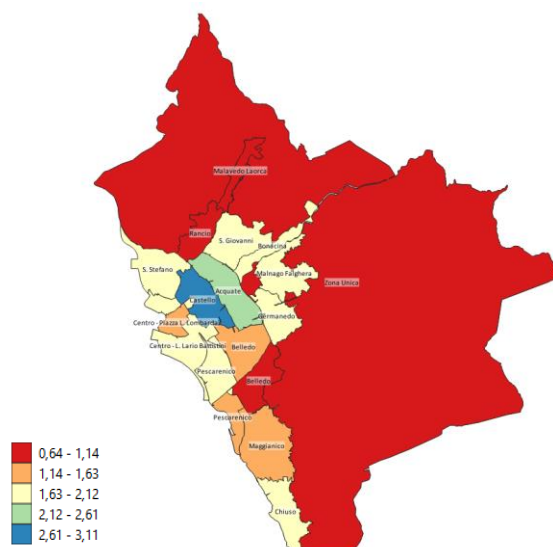 Malavedo Laorca
Rancio
S. Giovanni
Bonacina
S. Stefano
Malnago Falghera
Zona Unica
Acquate
Castello
Germanedo
Centro - Piazza L. Lombarda
Centro - L. Lario Battisti
Belledo
Pescarenico
Belledo
Pescarenico
Maggianico
Chiuso
0,64 - 1,14
1,14 - 1,63
1,63 - 2,12
2,12 - 2,61
2,61 - 3,11